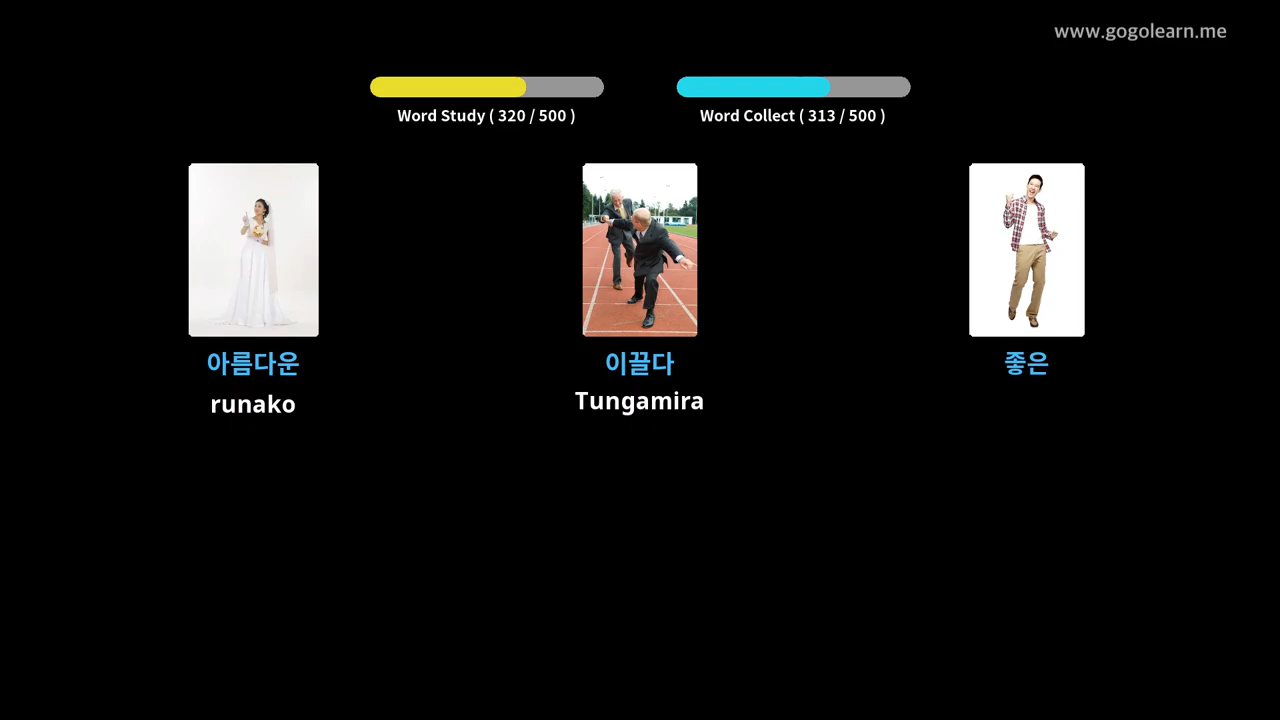 www.gogolearn.me
Word Study ( 320 / 500 )
Word Collect ( 313 / 500 )
아름다운
이끌다
좋은
runako
Tungamira